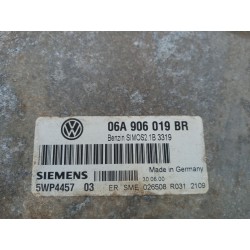 06A 906 019 BR
Benzin SIMOS2.1B 3319
Made in Germany
SIEMENS
30.06.00
5WP4457 03
ER SME 026508 R031 2109